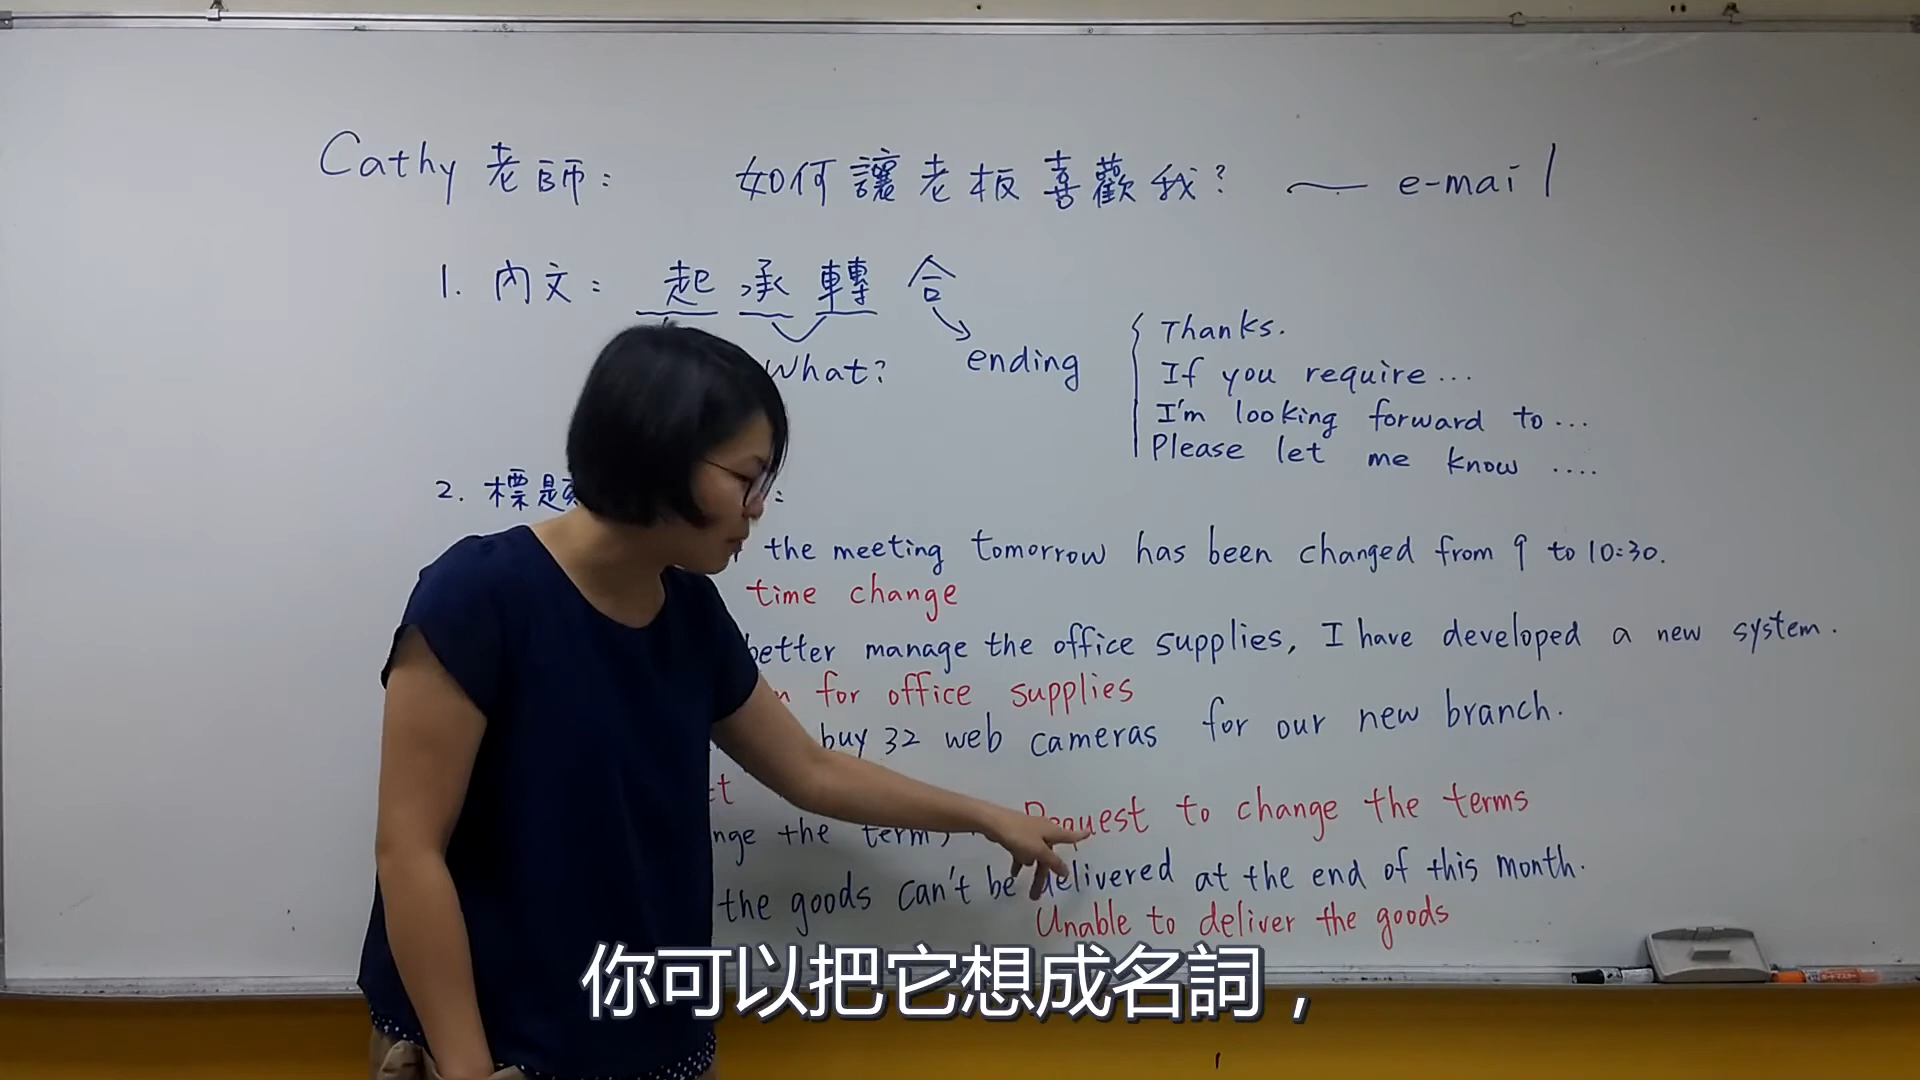 Cathy 老師: 如何讓老板喜歡我? — e-mail
1. 內文: 起承轉合
What? ending
Thanks.
If you require...
I'm looking forward to...
Please let me know ....
2. 標題
the meeting tomorrow has been changed from 9 to 10:30.
time change
better manage the office supplies, I have developed a new system.
for office supplies
buy 32 web cameras for our new branch.
Request to change the terms
the term
the goods can't be delivered at the end of this month.
Unable to deliver the goods
你可以把它想成名詞，